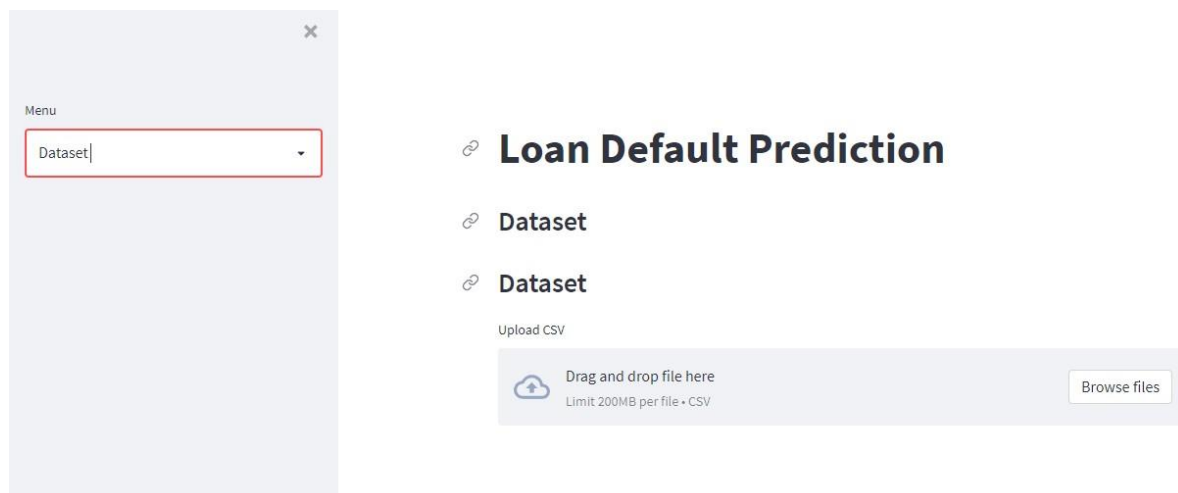 Menu
Dataset
Loan Default Prediction
Dataset
Dataset
Upload CSV
Drag and drop file here
Limit 200MB per file • CSV
Browse files